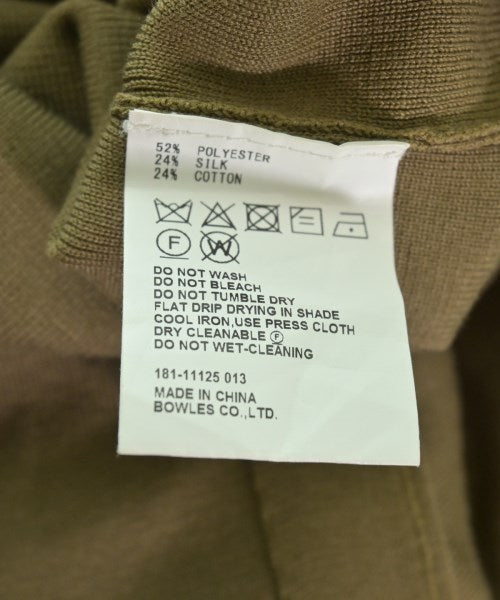 52% POLYESTER
24% SILK
24% COTTON
F W
DO NOT WASH
DO NOT BLEACH
DO NOT TUMBLE DRY
FLAT DRIP DRYING IN SHADE
COOL IRON,USE PRESS CLOTH
DRY CLEANABLE Ⓕ
DO NOT WET-CLEANING
181-11125 013
MADE IN CHINA
BOWLES CO.,LTD.